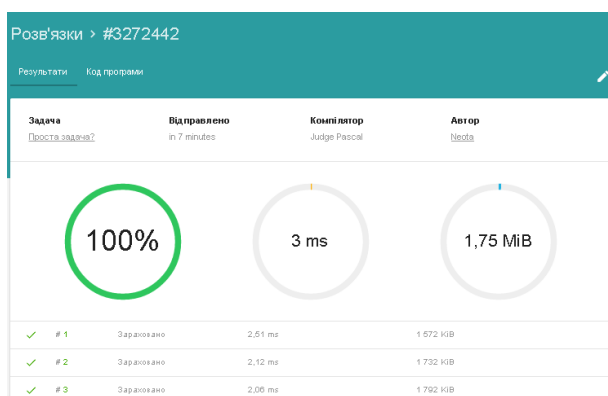 Розв'язки > #3272442
Результати Код програми
Задача Відправлено Компілятор Автор
Проста задача? in 7 minutes Judge Pascal Neota
100% 3 ms 1,75 MiB
# 1 Зараховано 2,51 ms 1 572 KiB
# 2 Зараховано 2,12 ms 1 732 KiB
# 3 Зараховано 2,06 ms 1 792 KiB